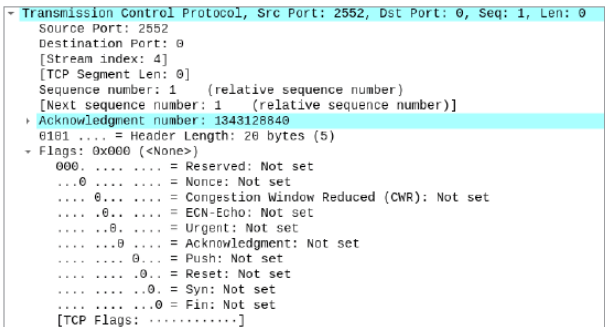 Transmission Control Protocol, Src Port: 2552, Dst Port: 0, Seq: 1, Len: 0
Source Port: 2552
Destination Port: 0
[Stream index: 4]
[TCP Segment Len: 0]
Sequence number: 1 (relative sequence number)
[Next sequence number: 1 (relative sequence number)]
Acknowledgment number: 1343128840
0101 .... = Header Length: 20 bytes (5)
Flags: 0x000 (<None>)
000. .... .... = Reserved: Not set
...0 .... .... = Nonce: Not set
.... 0... .... = Congestion Window Reduced (CWR): Not set
.... .0.. .... = ECN-Echo: Not set
.... ..0. .... = Urgent: Not set
.... ...0 .... = Acknowledgment: Not set
.... .... 0... = Push: Not set
.... .... .0.. = Reset: Not set
.... .... ..0. = Syn: Not set
.... .... ...0 = Fin: Not set
[TCP Flags: ············]